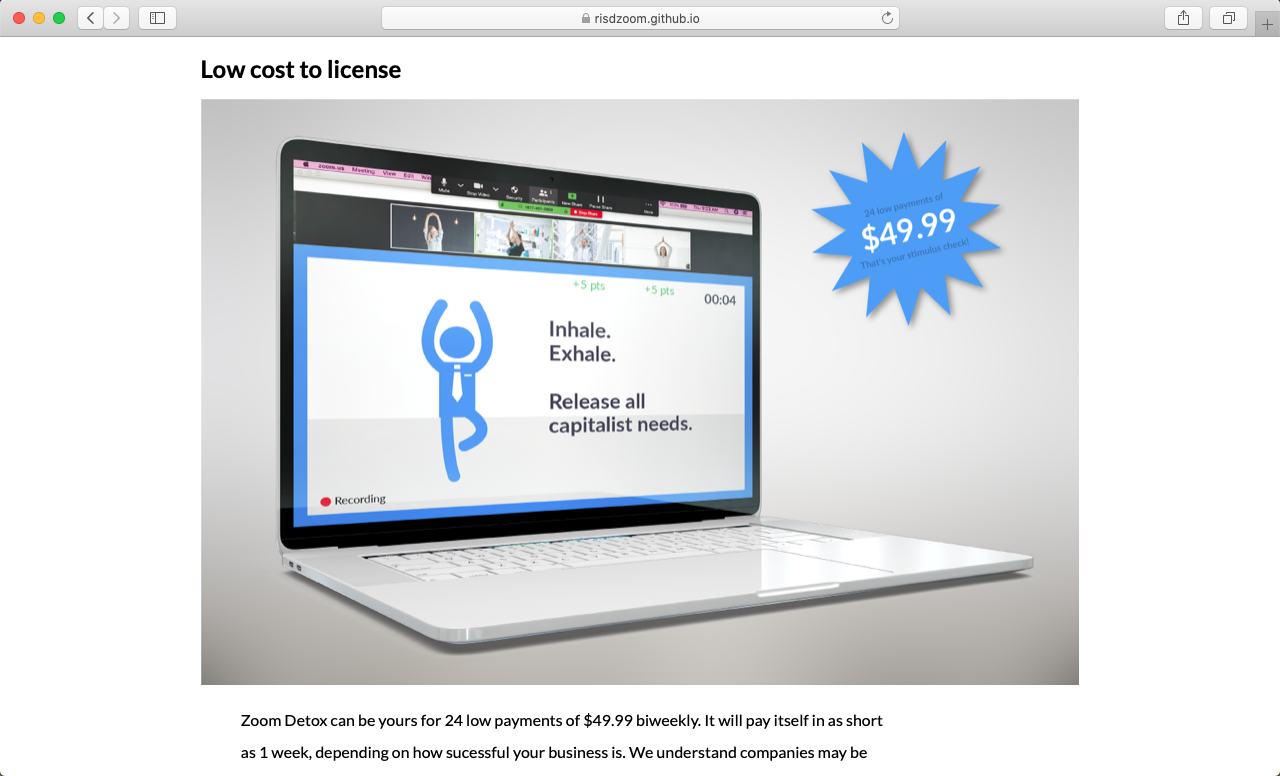 risdzoom.github.io
Low cost to license
zoom.us Meeting View Edit
Mute
Stop Video
Security
Participants
New Share
Pause Share
More
Stop Share
24 low payments of
$49.99
That's your stimulus check!
+5 pts
+5 pts
00:04
Inhale.
Exhale.
Release all
capitalist needs.
Recording
Zoom Detox can be yours for 24 low payments of $49.99 biweekly. It will pay itself in as short
as 1 week, depending on how sucessful your business is. We understand companies may be